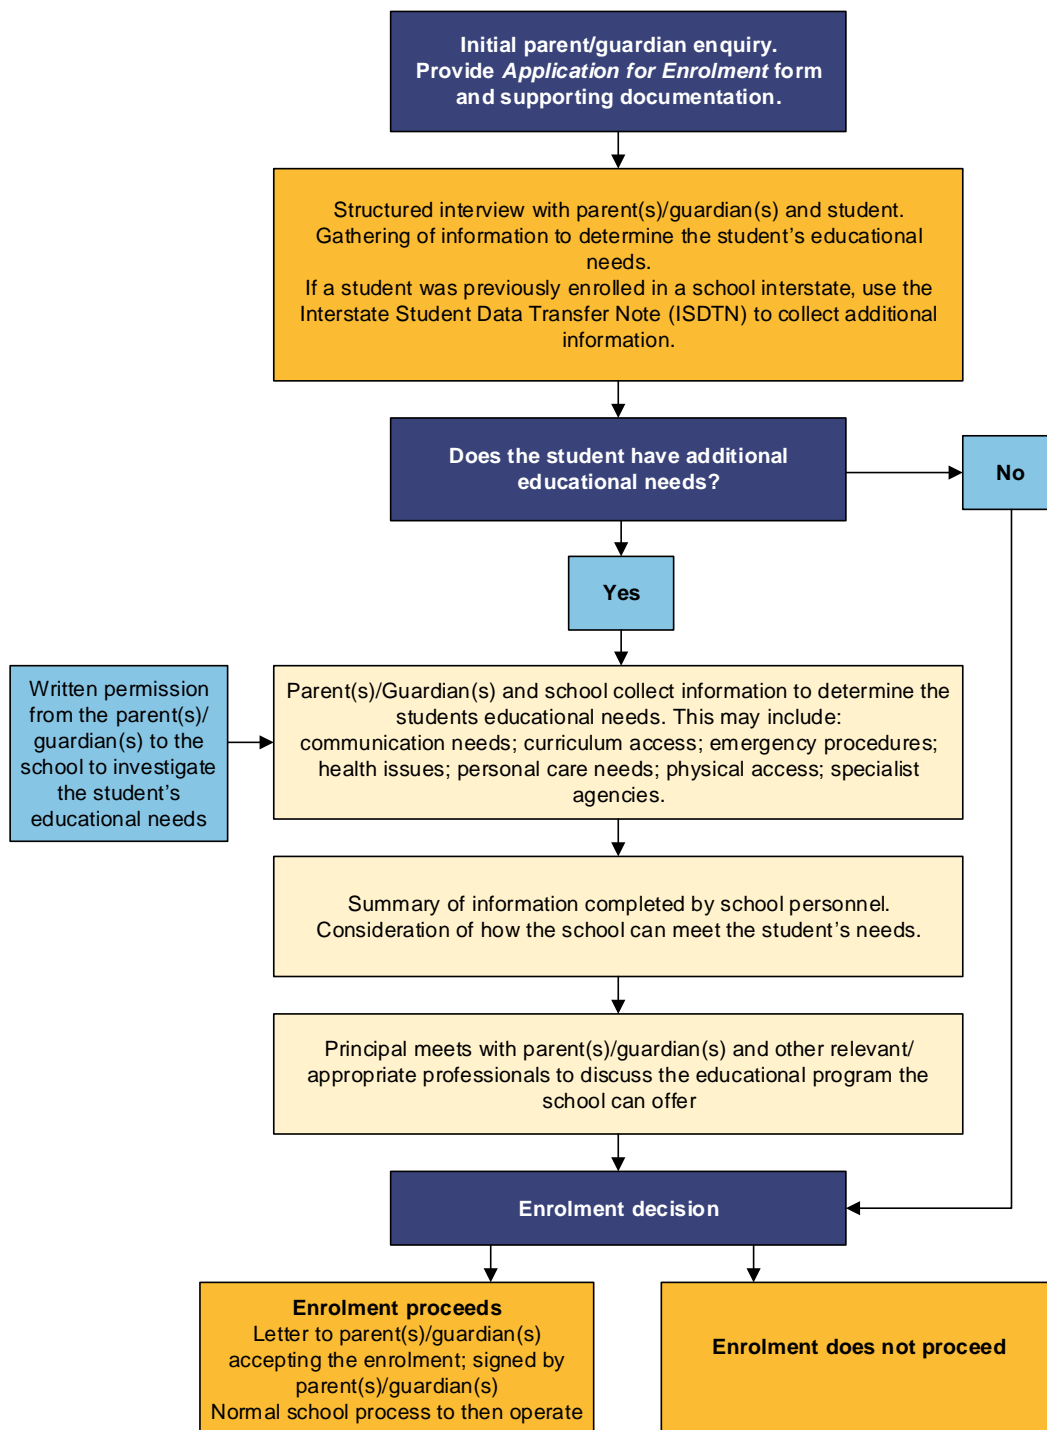 Initial parent/guardian enquiry.
Provide Application for Enrolment form
and supporting documentation.
Structured interview with parent(s)/guardian(s) and student.
Gathering of information to determine the student’s educational
needs.
If a student was previously enrolled in a school interstate, use the
Interstate Student Data Transfer Note (ISDTN) to collect additional
information.
Does the student have additional
educational needs?
No
Yes
Written permission
from the parent(s)/
guardian(s) to the
school to investigate
the student’s
educational needs
Parent(s)/Guardian(s) and school collect information to determine the
students educational needs. This may include:
communication needs; curriculum access; emergency procedures;
health issues; personal care needs; physical access; specialist
agencies.
Summary of information completed by school personnel.
Consideration of how the school can meet the student’s needs.
Principal meets with parent(s)/guardian(s) and other relevant/
appropriate professionals to discuss the educational program the
school can offer
Enrolment decision
Enrolment proceeds
Letter to parent(s)/guardian(s)
accepting the enrolment; signed by
parent(s)/guardian(s)
Normal school process to then operate
Enrolment does not proceed